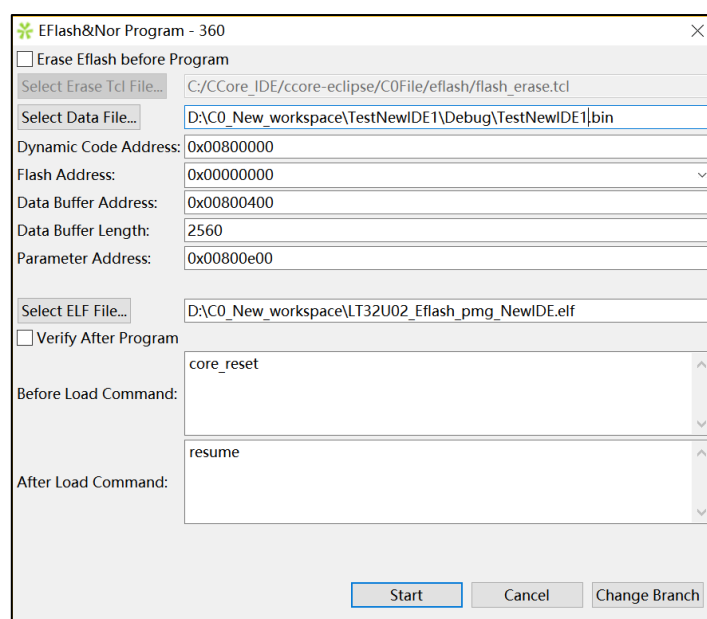 EFlash&Nor Program - 360
Erase Eflash before Program
Select Erase Tcl File... C:/CCore_IDE/ccore-eclipse/C0File/eflash/flash_erase.tcl
Select Data File... D:\C0_New_workspace\TestNewIDE1\Debug\TestNewIDE1.bin
Dynamic Code Address: 0x00800000
Flash Address: 0x00000000
Data Buffer Address: 0x00800400
Data Buffer Length: 2560
Parameter Address: 0x00800e00
Select ELF File... D:\C0_New_workspace\LT32U02_Eflash_pmg_NewIDE.elf
Verify After Program
core_reset
Before Load Command:
resume
After Load Command:
Start Cancel Change Branch